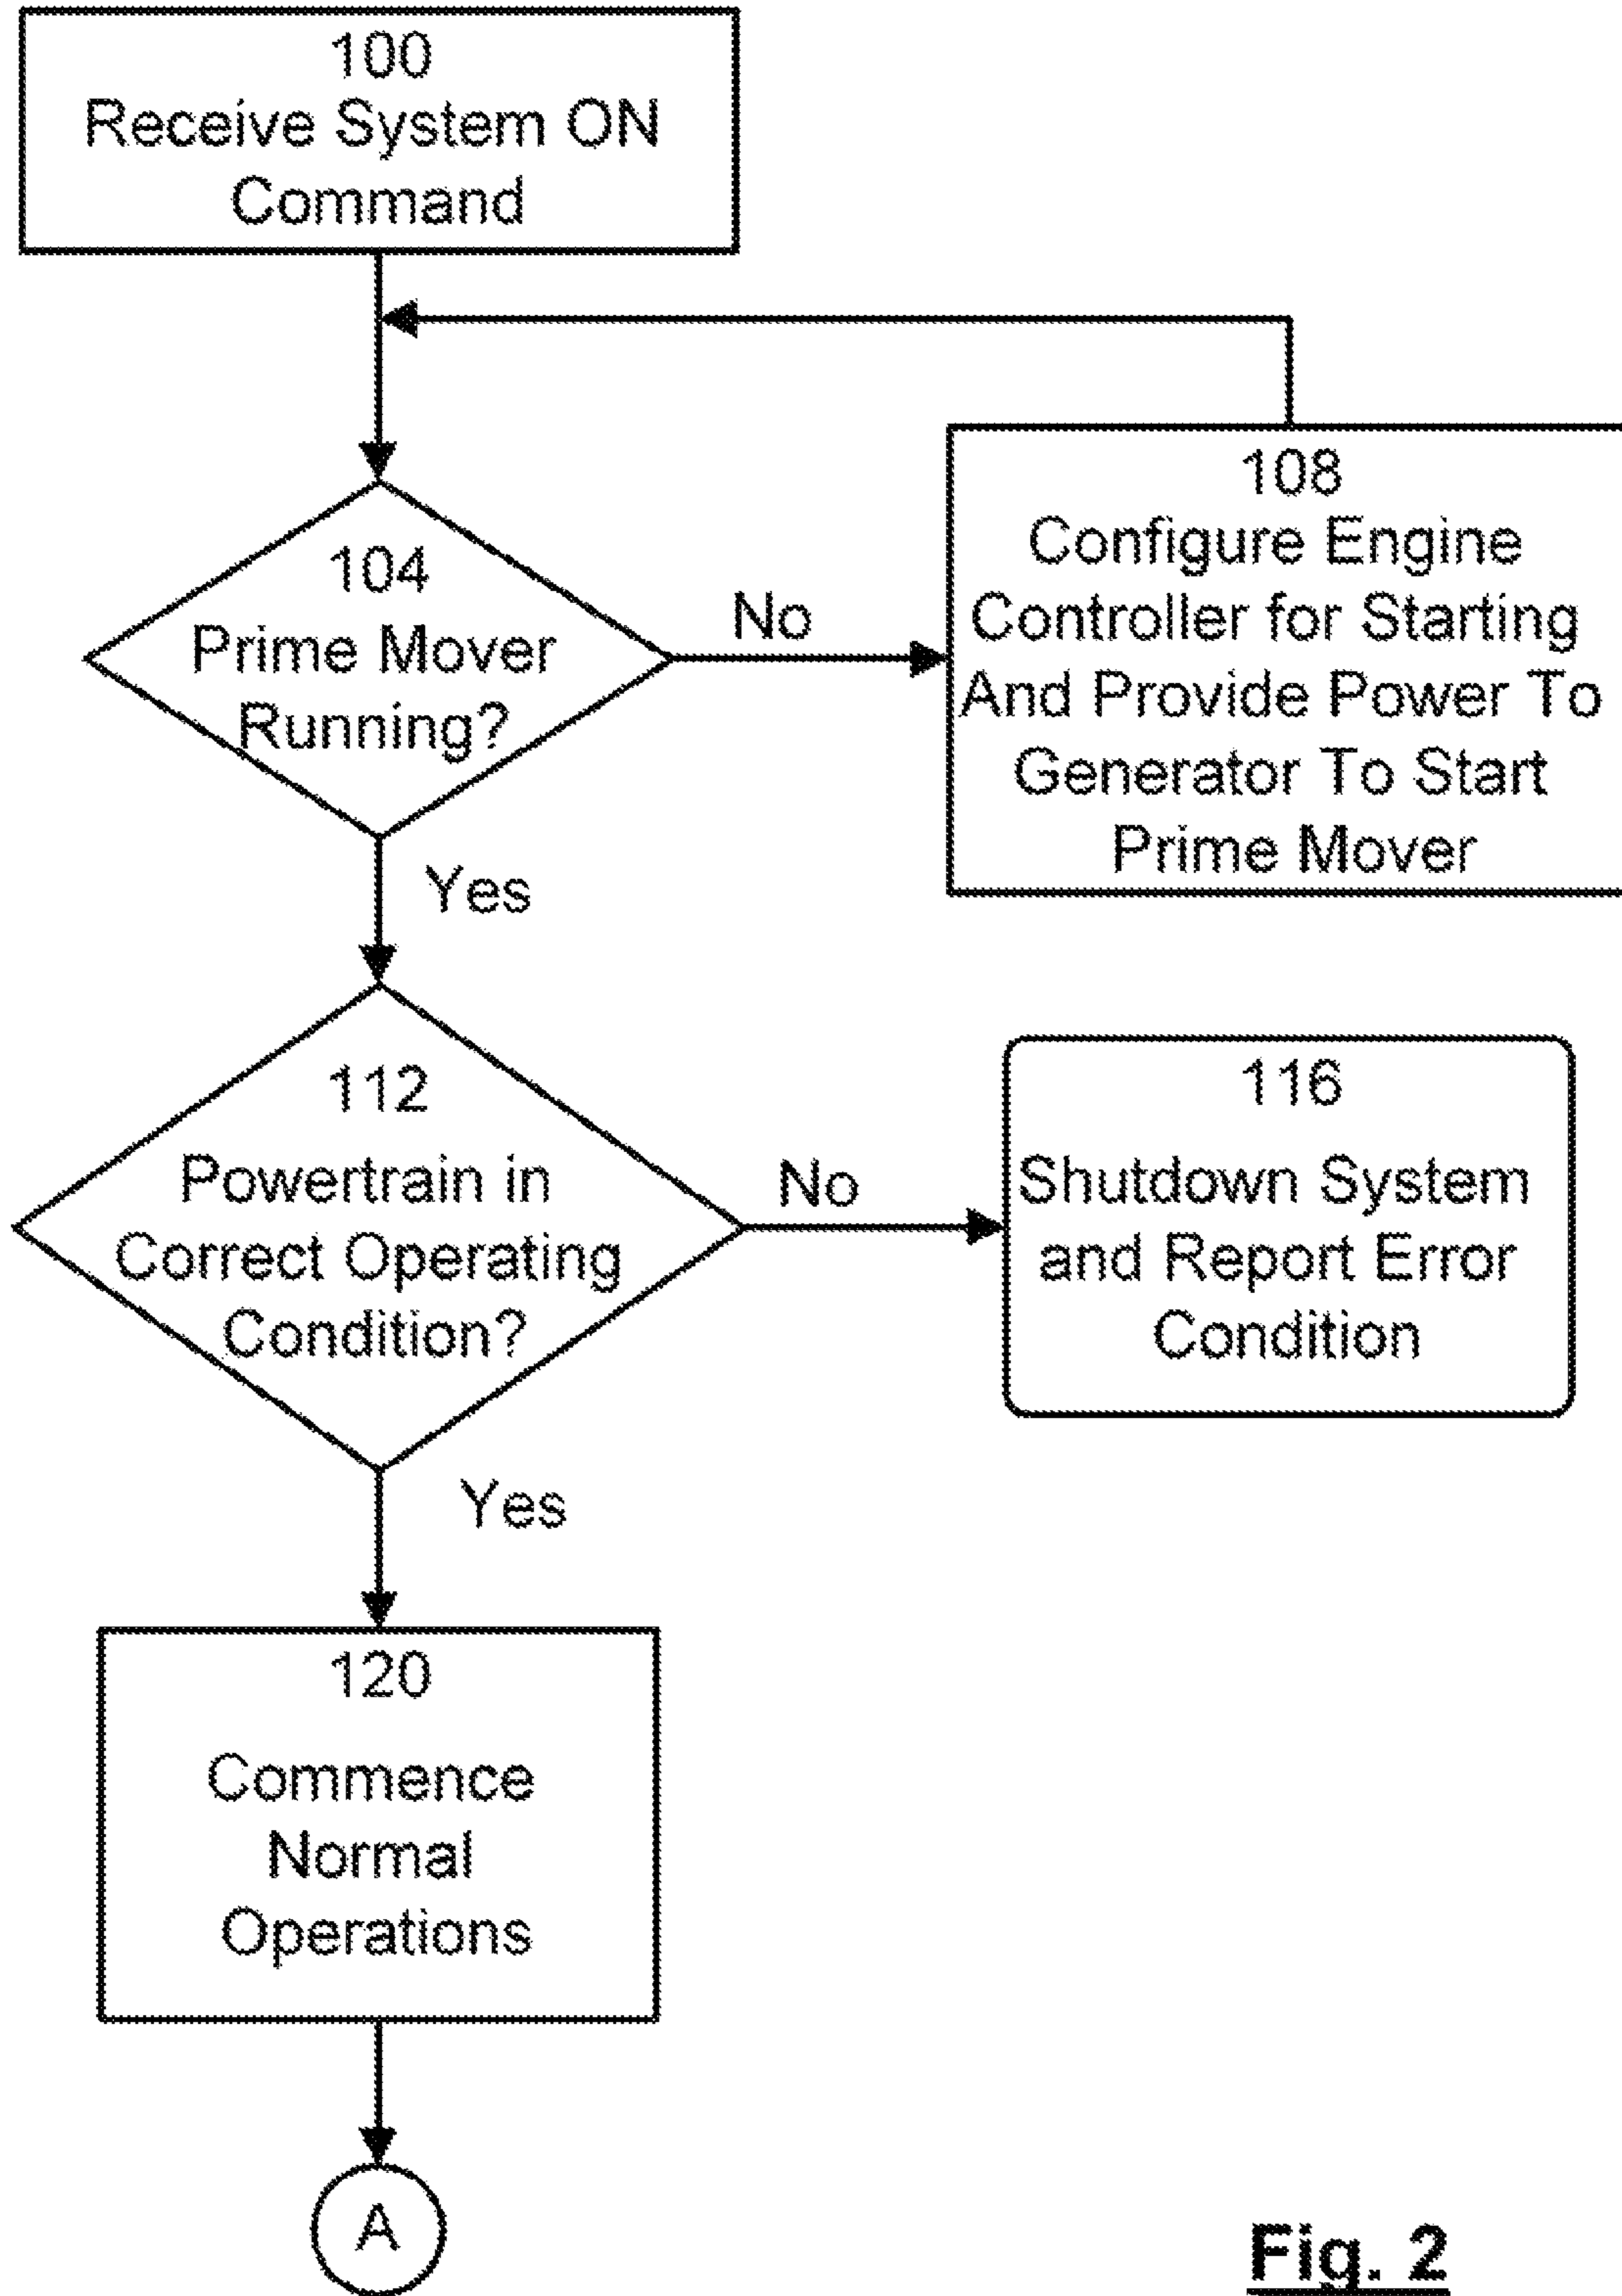 100
Receive System ON
Command
104
Prime Mover
Running?
No
108
Configure Engine
Controller for Starting
And Provide Power To
Generator To Start
Prime Mover
Yes
112
Powertrain in
Correct Operating
Condition?
No
116
Shutdown System
and Report Error
Condition
Yes
120
Commence
Normal
Operations
A
Fig. 2